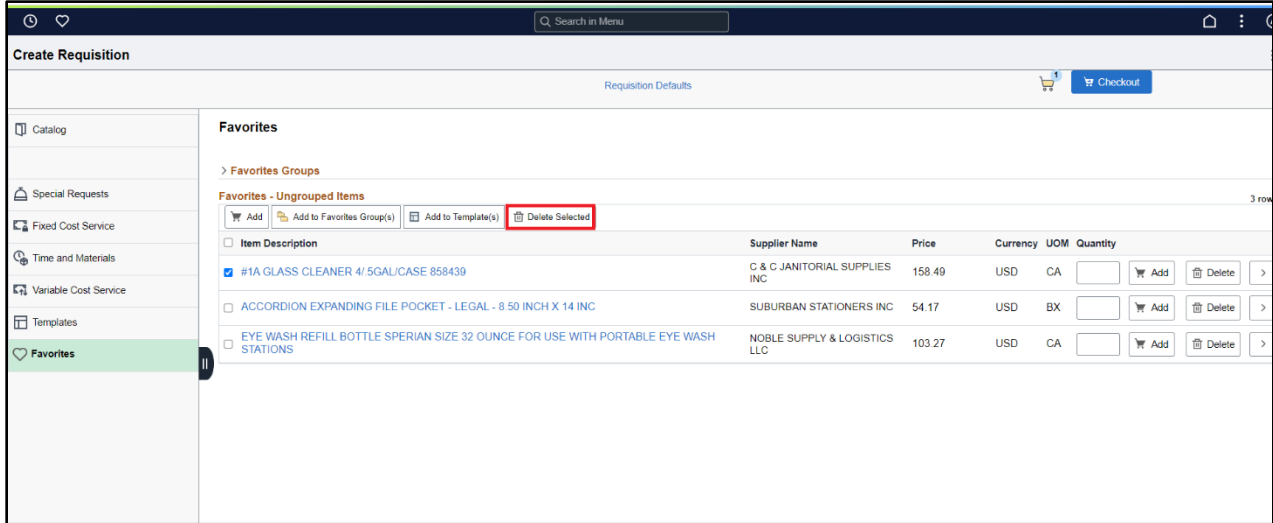 Search in Menu
Create Requisition
Requisition Defaults
1
Checkout
Catalog
Special Requests
Fixed Cost Service
Time and Materials
Variable Cost Service
Templates
Favorites
Favorites
Favorites Groups
Favorites - Ungrouped Items
3 row
Add Add to Favorites Group(s) Add to Template(s) Delete Selected
Item Description Supplier Name Price Currency UOM Quantity
#1A GLASS CLEANER 4/.5GAL/CASE 858439 C & C JANITORIAL SUPPLIES INC 158.49 USD CA Add Delete
ACCORDION EXPANDING FILE POCKET - LEGAL - 8.50 INCH X 14 INC SUBURBAN STATIONERS INC 54.17 USD BX Add Delete
EYE WASH REFILL BOTTLE SPERIAN SIZE 32 OUNCE FOR USE WITH PORTABLE EYE WASH STATIONS NOBLE SUPPLY & LOGISTICS LLC 103.27 USD CA Add Delete